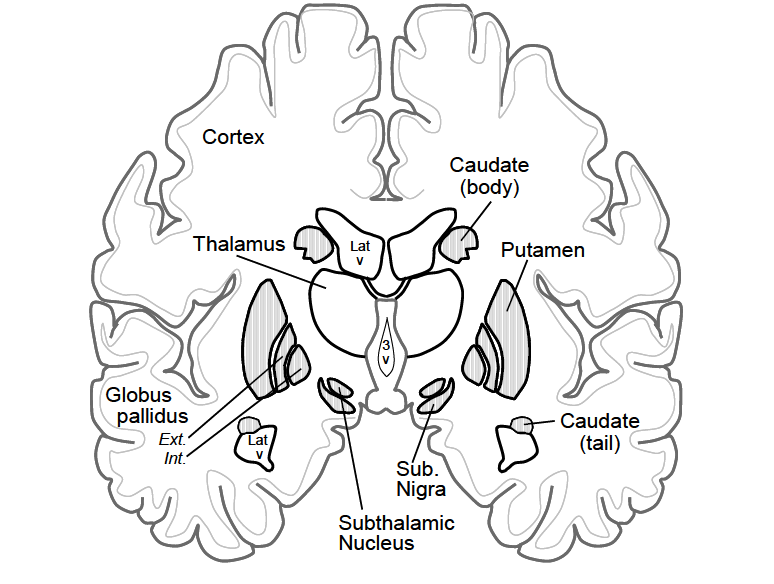 Cortex
Caudate
(body)
Thalamus
Lat
v
Putamen
3
v
Globus
pallidus
Ext.
Int.
Lat
v
Caudate
(tail)
Sub.
Nigra
Subthalamic
Nucleus